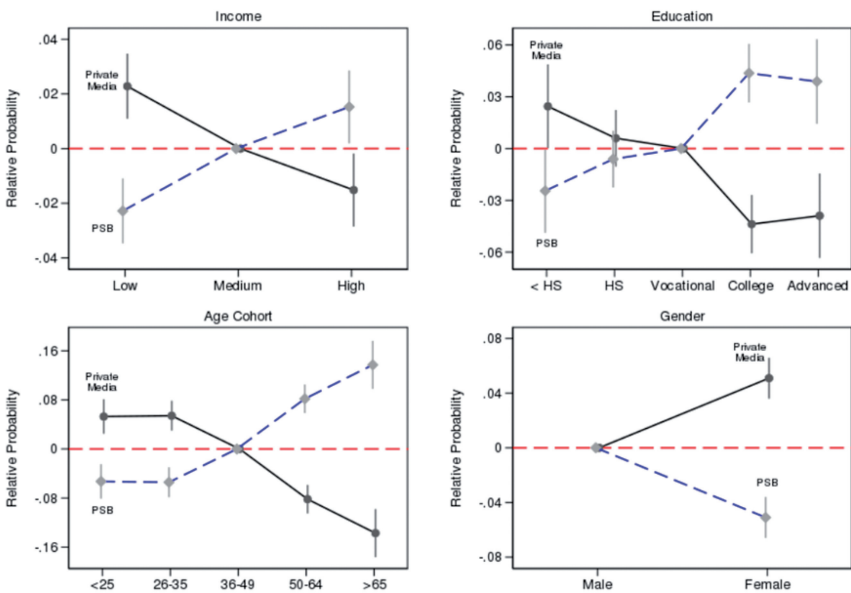 Income
Relative Probability
.04
.02
0
-.02
-.04
Private
Media
PSB
Low Medium High
Education
Relative Probability
.06
.03
0
-.03
-.06
Private
Media
PSB
< HS HS Vocational College Advanced
Age Cohort
Relative Probability
.16
.08
0
-.08
-.16
Private
Media
PSB
<25 26-35 36-49 50-64 >65
Gender
Relative Probability
.08
.04
0
-.04
-.08
Private
Media
PSB
Male Female